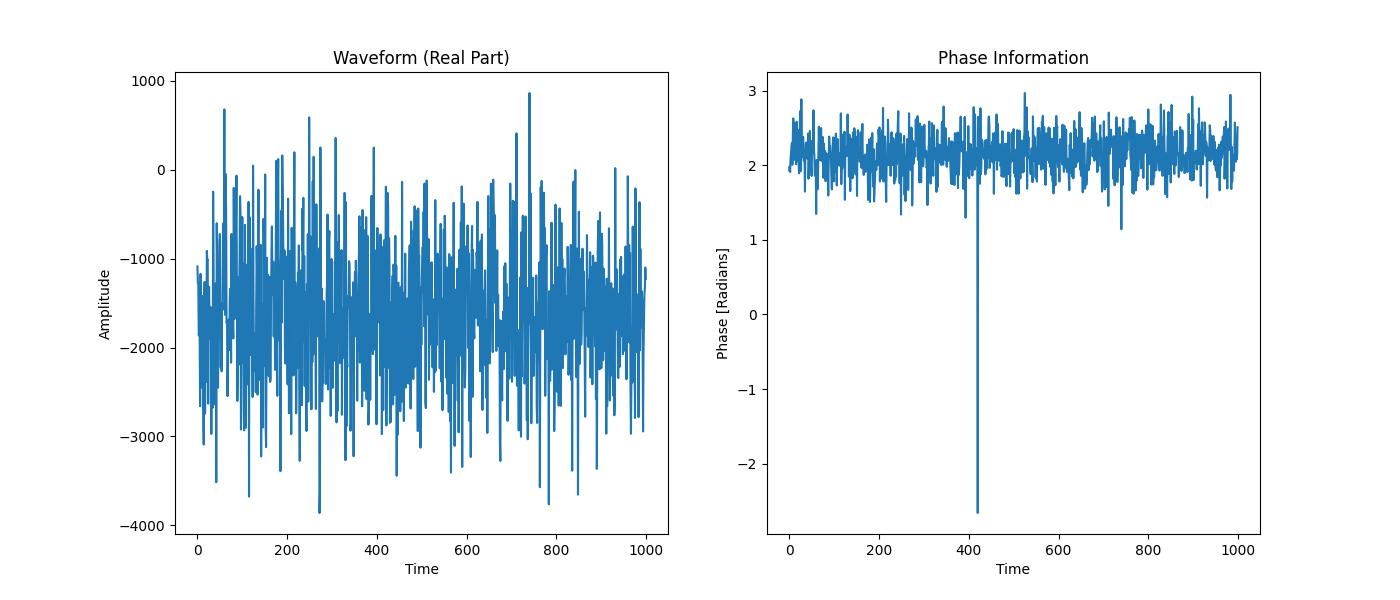 Waveform (Real Part)
1000
0
−1000
−2000
−3000
−4000
Amplitude
0 200 400 600 800 1000
Time
Phase Information
3
2
1
0
−1
−2
Phase [Radians]
0 200 400 600 800 1000
Time